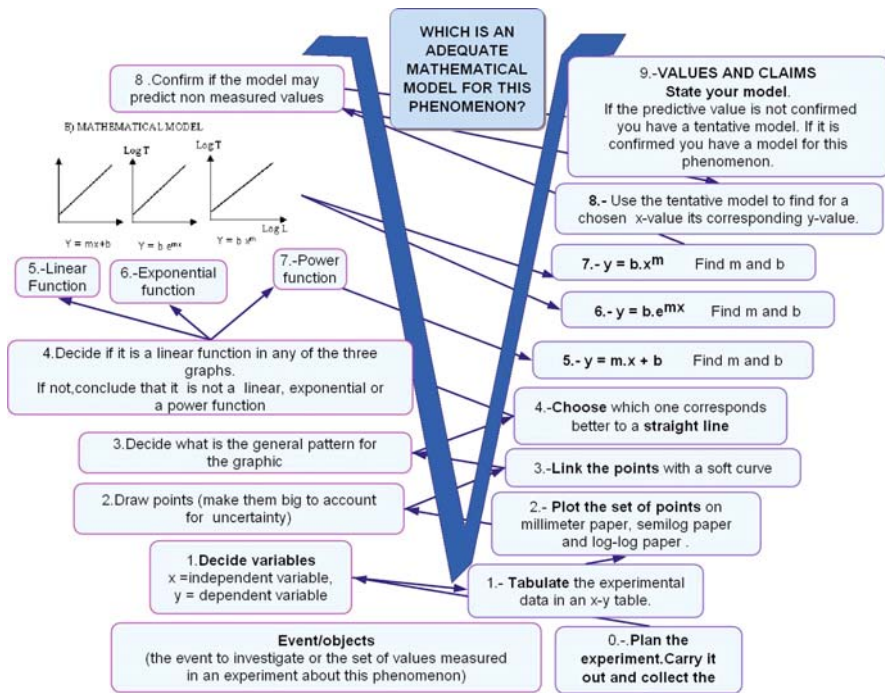 WHICH IS AN
ADEQUATE
MATHEMATICAL
MODEL FOR THIS
PHENOMENON?
8 .Confirm if the model may
predict non measured values
E) MATHEMATICAL MODEL
Log T
Log T
Log L
Y = mx+b
Y = b e^mx
Y = b x^m
5.-Linear
Function
6.-Exponential
function
7.-Power
function
4.Decide if it is a linear function in any of the three
graphs.
If not,conclude that it is not a linear, exponential or
a power function
3.Decide what is the general pattern for
the graphic
2.Draw points (make them big to account
for uncertainty)
1.Decide variables
x =independent variable,
y = dependent variable
Event/objects
(the event to investigate or the set of values measured
in an experiment about this phenomenon)
9.-VALUES AND CLAIMS
State your model.
If the predictive value is not confirmed
you have a tentative model. If it is
confirmed you have a model for this
phenomenon.
8.- Use the tentative model to find for a
chosen x-value its corresponding y-value.
7.- y = b.x^m Find m and b
6.- y = b.e^mx Find m and b
5.- y = m.x + b Find m and b
4.-Choose which one corresponds
better to a straight line
3.-Link the points with a soft curve
2.- Plot the set of points on
millimeter paper, semilog paper
and log-log paper .
1.- Tabulate the experimental
data in an x-y table.
0.-.Plan the
experiment.Carry it
out and collect the